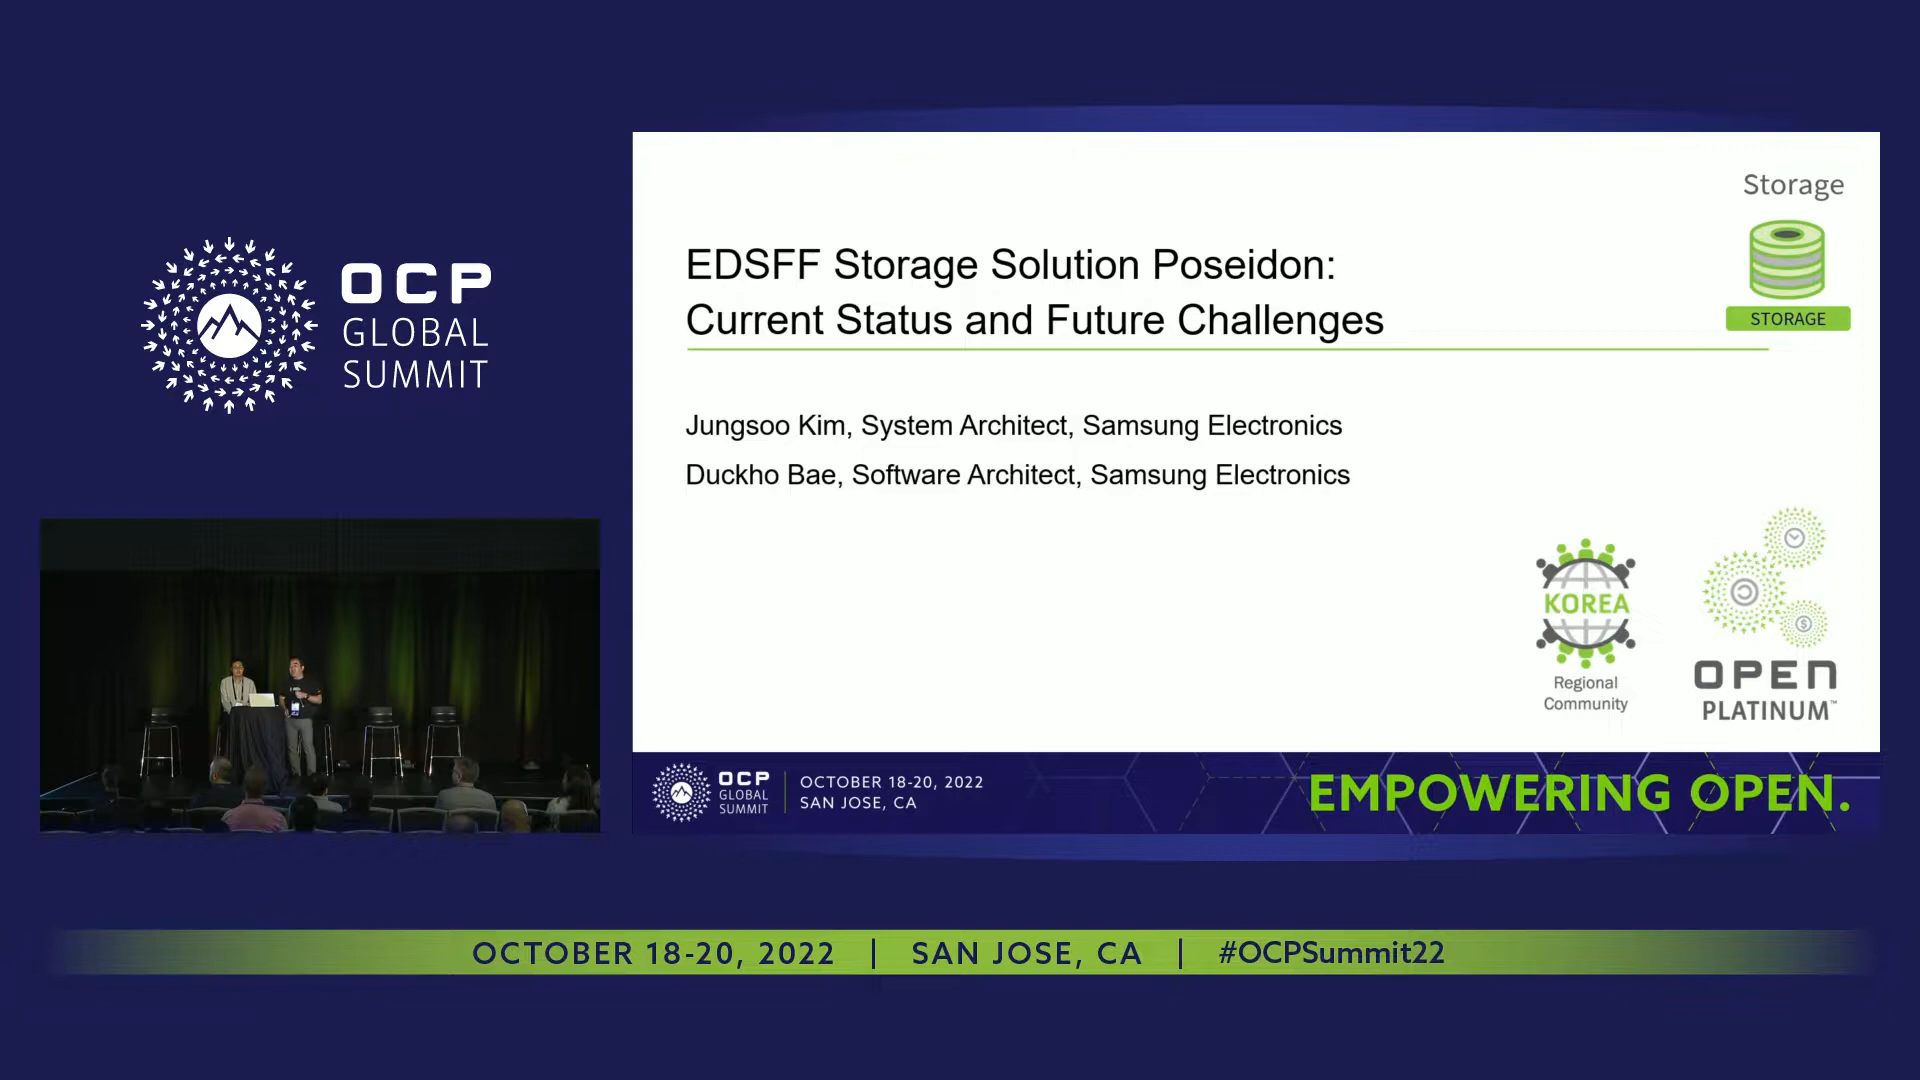 OCP
GLOBAL
SUMMIT
Storage
STORAGE
EDSFF Storage Solution Poseidon:
Current Status and Future Challenges
Jungsoo Kim, System Architect, Samsung Electronics
Duckho Bae, Software Architect, Samsung Electronics
KOREA
Regional
Community
OPEN
PLATINUM™
OCP
GLOBAL
SUMMIT
OCTOBER 18-20, 2022
SAN JOSE, CA
EMPOWERING OPEN.
OCTOBER 18-20, 2022 | SAN JOSE, CA | #OCPSummit22